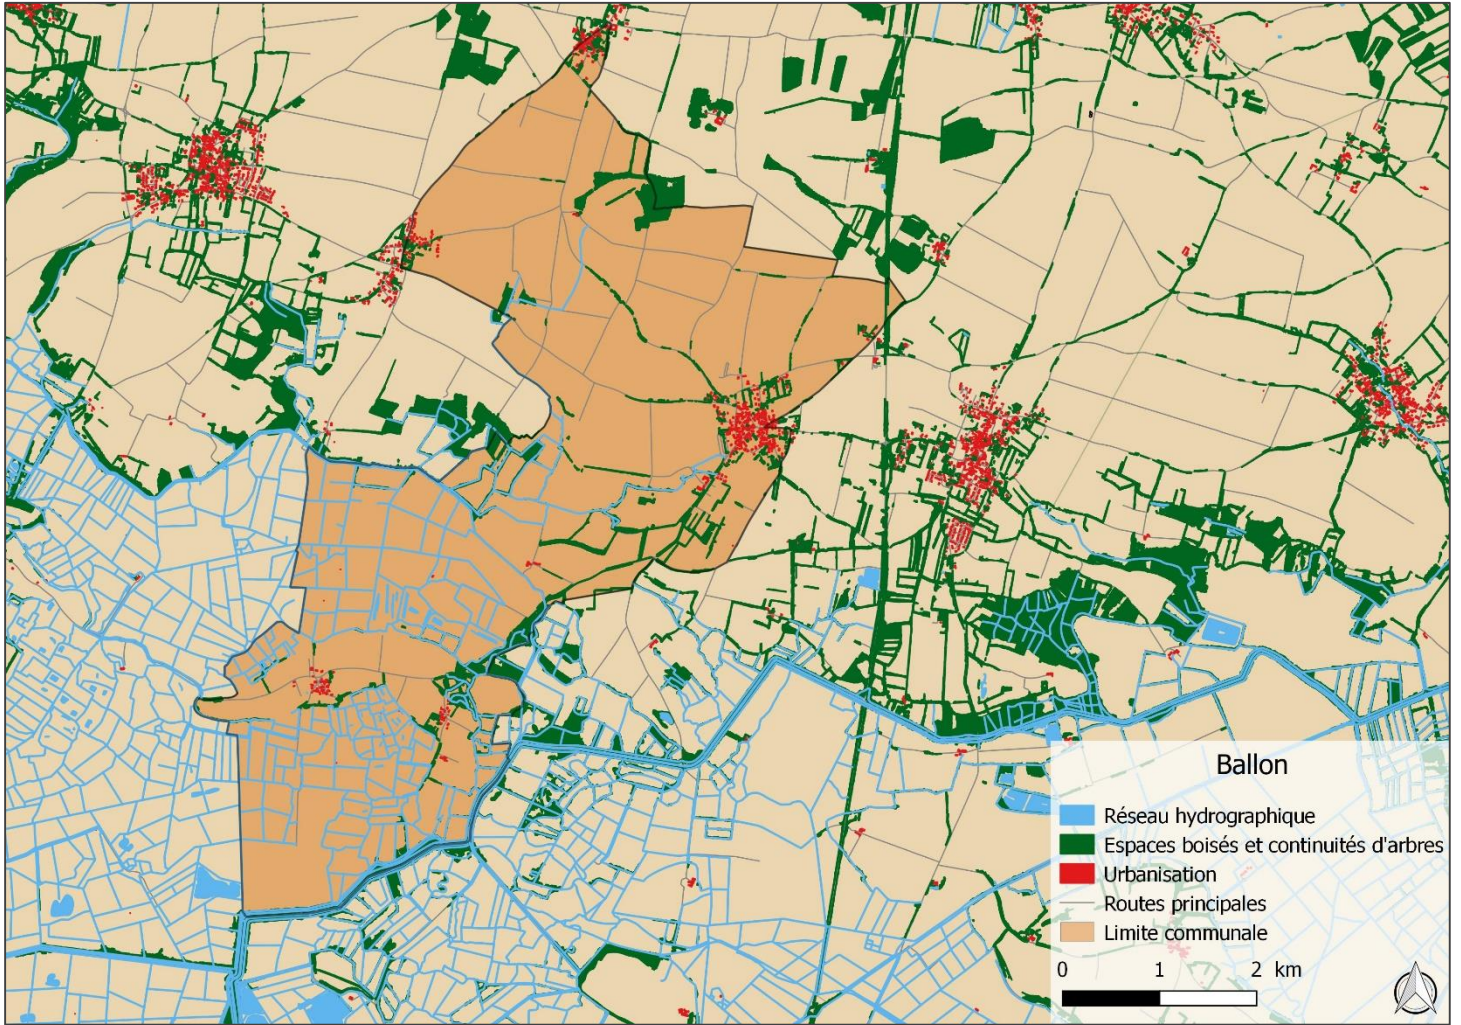 Ballon
Réseau hydrographique
Espaces boisés et continuités d'arbres
Urbanisation
Routes principales
Limite communale
0 1 2 km